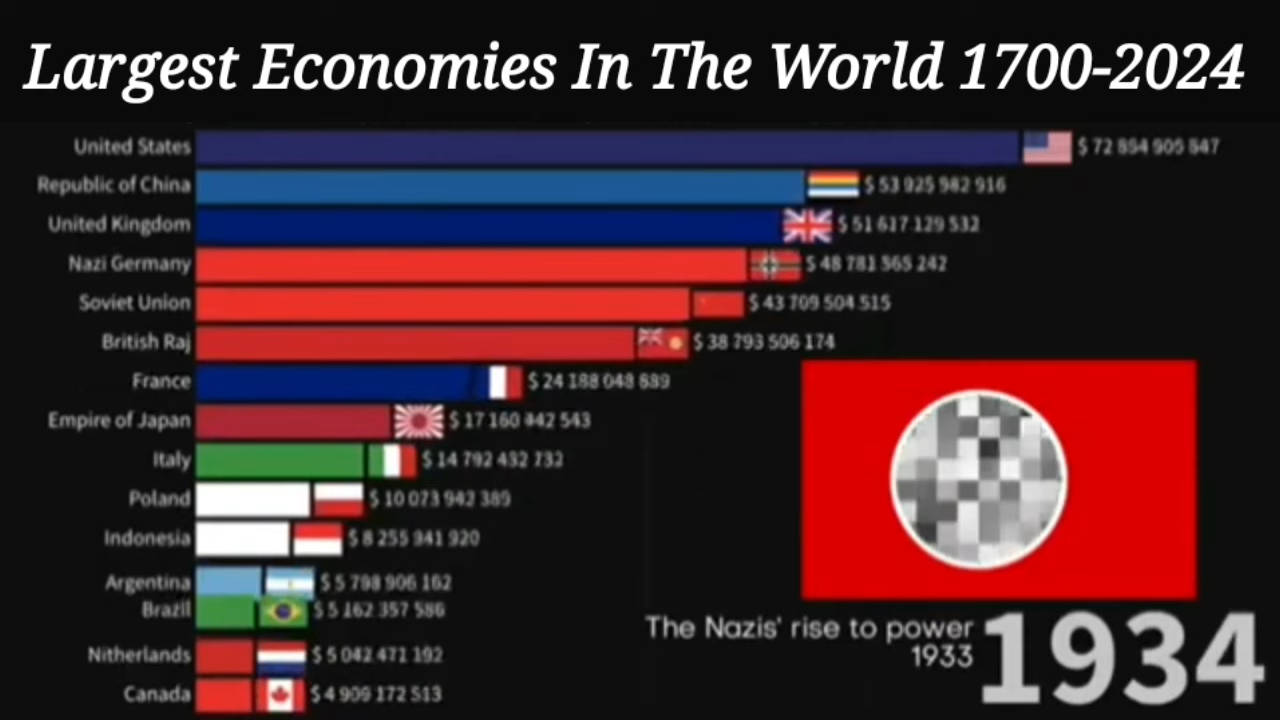 Largest Economies In The World 1700-2024
United States $ 72 854 905 847
Republic of China $ 53 925 982 916
United Kingdom $ 51 617 129 532
Nazi Germany $ 48 781 565 242
Soviet Union $ 43 709 504 515
British Raj $ 38 793 506 174
France $ 24 188 048 689
Empire of Japan $ 17 160 442 543
Italy $ 14 792 432 732
Poland $ 10 073 942 389
Indonesia $ 8 255 941 920
Argentina $ 5 798 906 162
Brazil $ 5 162 357 586
Nitherlands $ 5 042 471 192
Canada $ 4 909 172 513
The Nazis' rise to power
1933
1934